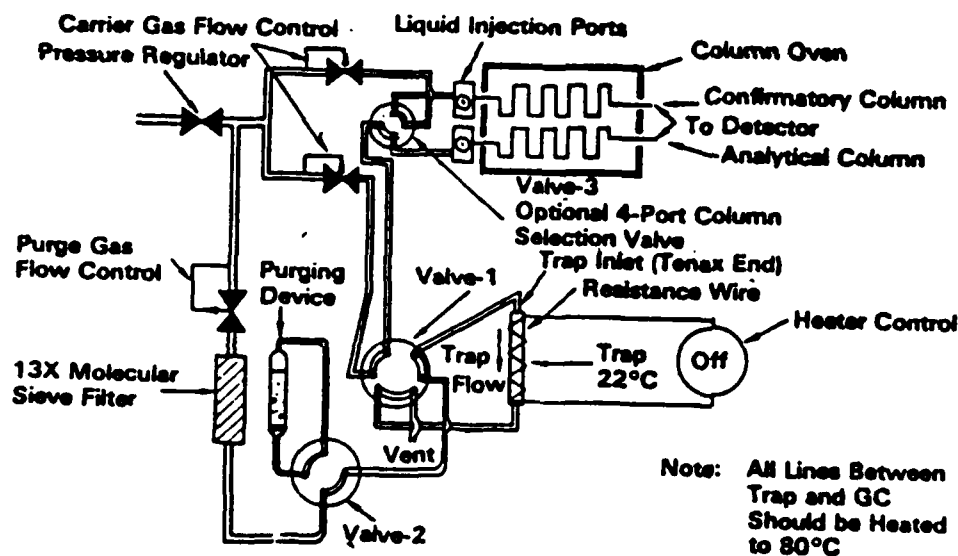 Carrier Gas Flow Control
Pressure Regulator
Liquid Injection Ports
Column Oven
Confirmatory Column
To Detector
Analytical Column
Valve-3
Optional 4-Port Column
Selection Valve
Purge Gas
Flow Control
Purging
Device
Valve-1
Trap Inlet (Tenax End)
Resistance Wire
Heater Control
Trap
Flow
Trap
22°C
Off
13X Molecular
Sieve Filter
Vent
Valve-2
Note: All Lines Between
Trap and GC
Should be Heated
to 80°C